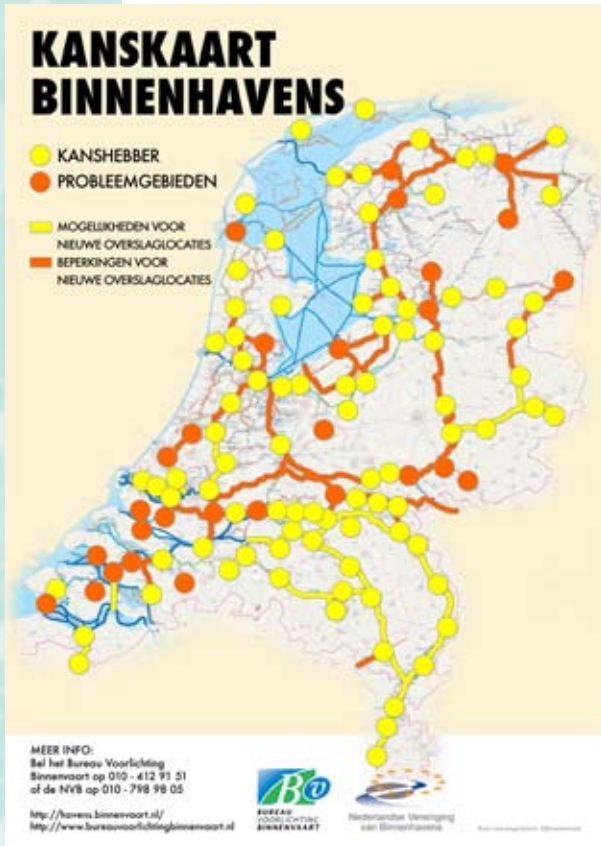 KANSKAART
BINNENHAVENS
KANSHEBBER
PROBLEEMGEBIEDEN
MOGELIJKHEDEN VOOR
NIEUWE OVERSLAGLOCATIES
BEPERKINGEN VOOR
NIEUWE OVERSLAGLOCATIES
MEER INFO:
Bel het Bureau Voorlichting
Binnenvaart op 010 - 412 91 51
of de NVB op 010 - 798 98 05
http://havens.binnenvaart.nl/
http://www.bureauvoorlichtingbinnenvaart.nl
BV
BUREAU
VOORLICHTING
BINNENVAART
Nederlandse Vereniging
van Binnenhavens